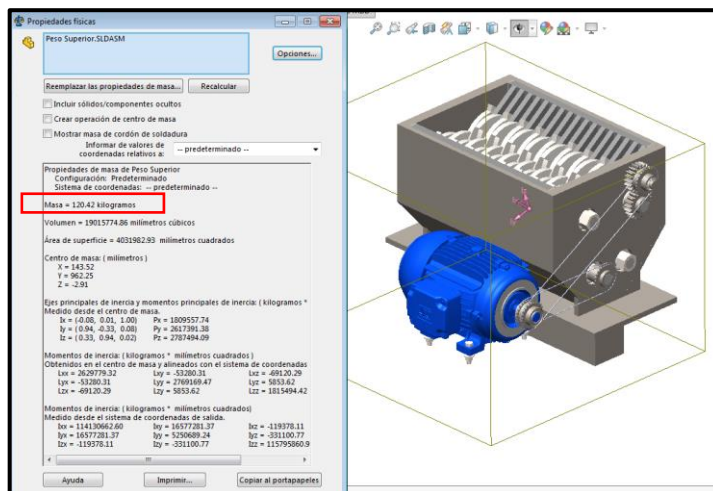 Propiedades físicas
Peso Superior.SLDASM
Opciones...
Reemplazar las propiedades de masa...
Recalcular
Incluir sólidos/componentes ocultos
Crear operación de centro de masa
Mostrar masa de cordón de soldadura
Informar de valores de
coordenadas relativos a:
-- predeterminado --
Propiedades de masa de Peso Superior
Configuración: Predeterminado
Sistema de coordenadas: -- predeterminado --
Masa = 120.42 kilogramos
Volumen = 19015774.86 milímetros cúbicos
Área de superficie = 4031982.93 milímetros cuadrados
Centro de masa: ( milímetros )
X = 143.52
Y = 962.25
Z = -2.91
Ejes principales de inercia y momentos principales de inercia: ( kilogramos *
Medido desde el centro de masa.
Ix = (-0.08, 0.01, 1.00) Px = 1809557.74
Iy = ( 0.94, -0.33, 0.08) Py = 2617391.38
Iz = ( 0.33, 0.94, 0.02) Pz = 2787494.09
Momentos de inercia: ( kilogramos * milímetros cuadrados )
Obtenidos en el centro de masa y alineados con el sistema de coordenadas
Lxx = 2629779.32 Lxy = -53280.31 Lxz = -69120.29
Lyx = -53280.31 Lyy = 2769169.47 Lyz = 5853.62
Lzx = -69120.29 Lzy = 5853.62 Lzz = 1815494.42
Momentos de inercia: ( kilogramos * milímetros cuadrados)
Medido desde el sistema de coordenadas de salida.
Ixx = 114130662.60 Ixy = 16577281.37 Ixz = -119378.11
Iyx = 16577281.37 Iyy = 5250689.24 Iyz = -331100.77
Izx = -119378.11 Izy = -331100.77 Izz = 115795860.9
Ayuda
Imprimir...
Copiar al portapapeles